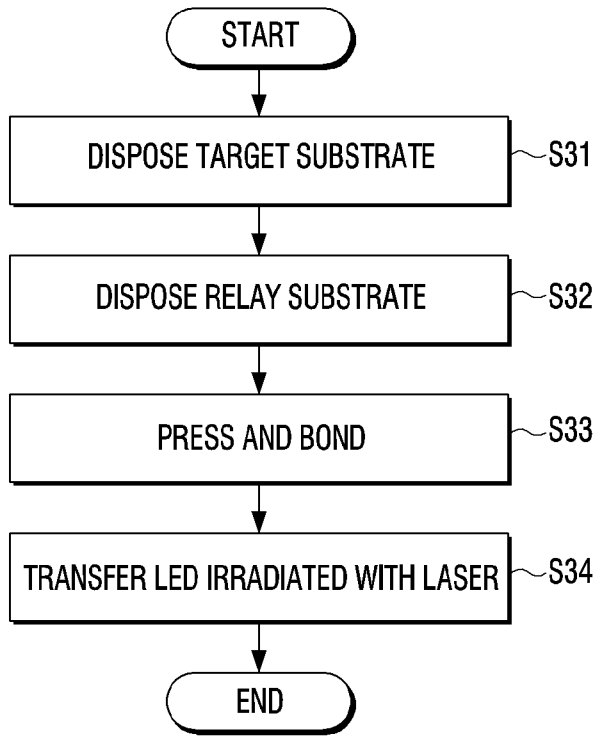 START
DISPOSE TARGET SUBSTRATE
S31
DISPOSE RELAY SUBSTRATE
S32
PRESS AND BOND
S33
TRANSFER LED IRRADIATED WITH LASER
S34
END